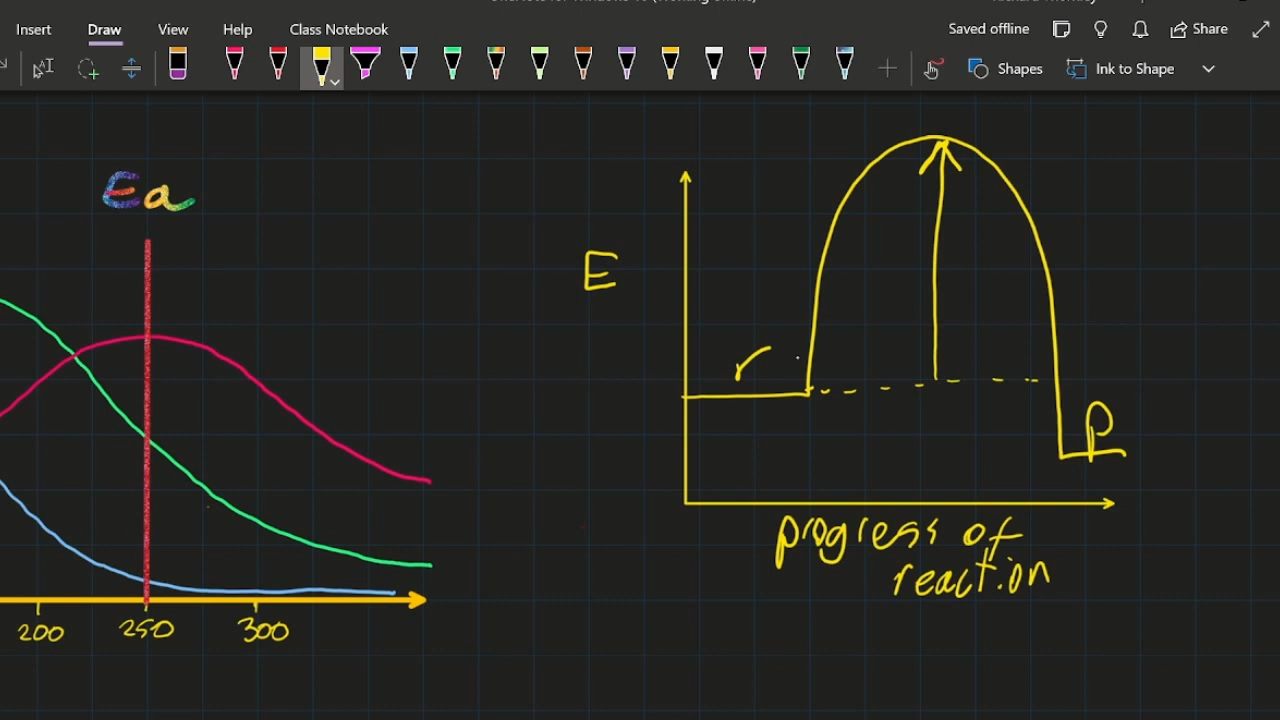 Insert Draw View Help Class Notebook
Saved offline Share
Shapes Ink to Shape
Ea
200 250 300
E
r
p
progress of
reaction